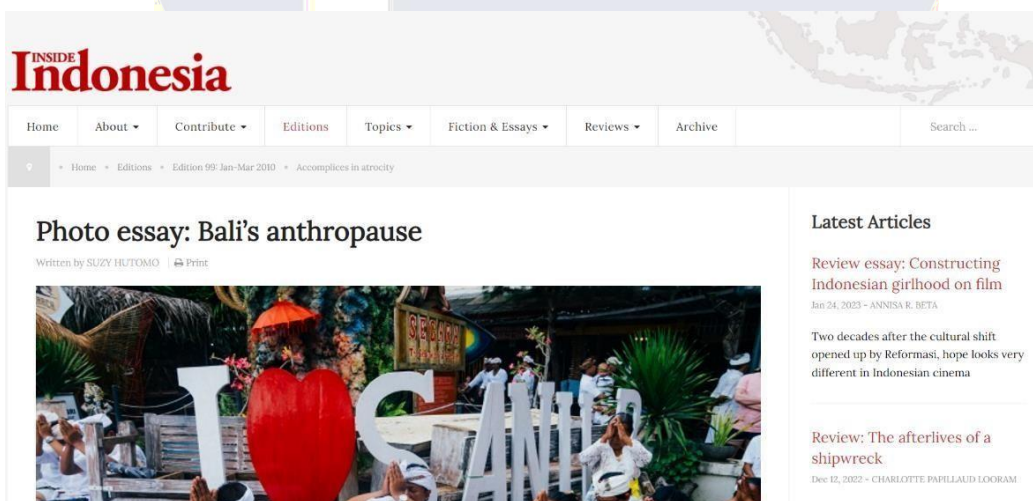 INSIDE
Indonesia
Home About Contribute Editions Topics Fiction & Essays Reviews Archive Search ...
Home Editions Edition 99: Jan-Mar 2010 Accomplices in atrocity
Photo essay: Bali's anthropause
Written by SUZY HUTOMO | Print
I SANUR
Latest Articles
Review essay: Constructing
Indonesian girlhood on film
Jan 24, 2023 - ANNISA R. BETA
Two decades after the cultural shift
opened up by Reformasi, hope looks very
different in Indonesian cinema
Review: The afterlives of a
shipwreck
Dec 12, 2022 - CHARLOTTE PAPILLAUD LOORAM